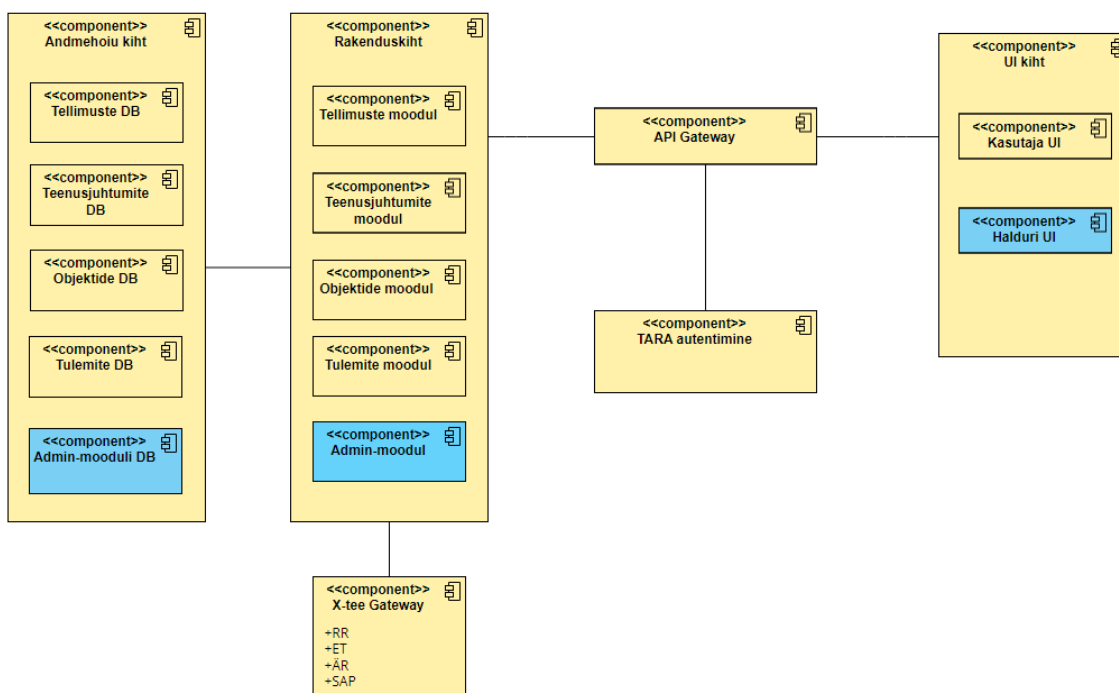 <<component>>
Andmehoiu kiht
<<component>>
Tellimuste DB
<<component>>
Teenusjuhtumite
DB
<<component>>
Objektide DB
<<component>>
Tulemite DB
<<component>>
Admin-mooduli DB
<<component>>
Rakenduskiht
<<component>>
Tellimuste moodul
<<component>>
Teenusjuhtumite
moodul
<<component>>
Objektide moodul
<<component>>
Tulemite moodul
<<component>>
Admin-moodul
<<component>>
X-tee Gateway
+RR
+ET
+ÄR
+SAP
<<component>>
API Gateway
<<component>>
TARA autentimine
<<component>>
UI kiht
<<component>>
Kasutaja UI
<<component>>
Halduri UI